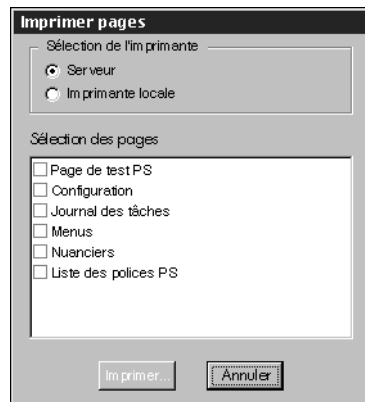 Imprimer pages
Sélection de l'imprimante
Serveur
Imprimante locale
Sélection des pages
Page de test PS
Configuration
Journal des tâches
Menus
Nuanciers
Liste des polices PS
Imprimer... Annuler